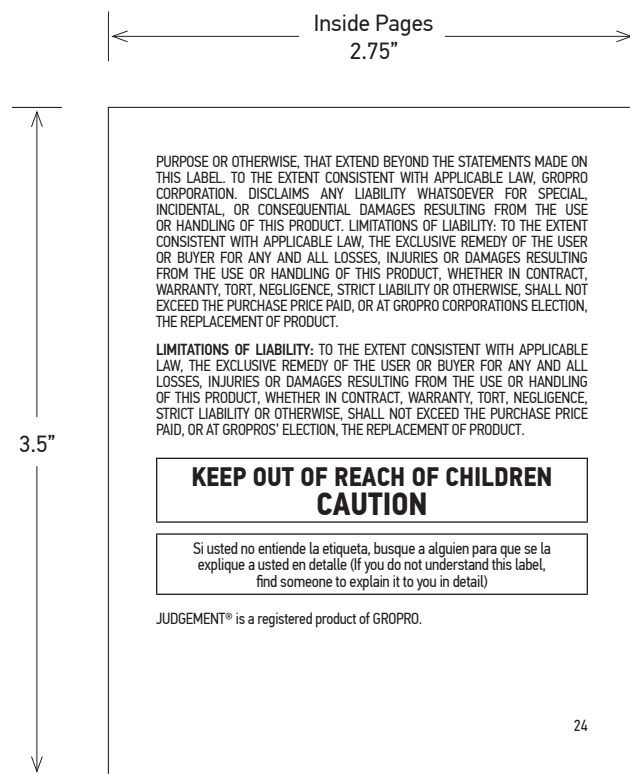 Inside Pages
2.75”
3.5”
PURPOSE OR OTHERWISE, THAT EXTEND BEYOND THE STATEMENTS MADE ON
THIS LABEL. TO THE EXTENT CONSISTENT WITH APPLICABLE LAW, GROPRO
CORPORATION. DISCLAIMS ANY LIABILITY WHATSOEVER FOR SPECIAL,
INCIDENTAL, OR CONSEQUENTIAL DAMAGES RESULTING FROM THE USE
OR HANDLING OF THIS PRODUCT. LIMITATIONS OF LIABILITY: TO THE EXTENT
CONSISTENT WITH APPLICABLE LAW, THE EXCLUSIVE REMEDY OF THE USER
OR BUYER FOR ANY AND ALL LOSSES, INJURIES OR DAMAGES RESULTING
FROM THE USE OR HANDLING OF THIS PRODUCT, WHETHER IN CONTRACT,
WARRANTY, TORT, NEGLIGENCE, STRICT LIABILITY OR OTHERWISE, SHALL NOT
EXCEED THE PURCHASE PRICE PAID, OR AT GROPRO CORPORATIONS ELECTION,
THE REPLACEMENT OF PRODUCT.
LIMITATIONS OF LIABILITY: TO THE EXTENT CONSISTENT WITH APPLICABLE
LAW, THE EXCLUSIVE REMEDY OF THE USER OR BUYER FOR ANY AND ALL
LOSSES, INJURIES OR DAMAGES RESULTING FROM THE USE OR HANDLING
OF THIS PRODUCT, WHETHER IN CONTRACT, WARRANTY, TORT, NEGLIGENCE,
STRICT LIABILITY OR OTHERWISE, SHALL NOT EXCEED THE PURCHASE PRICE
PAID, OR AT GROPROS’ ELECTION, THE REPLACEMENT OF PRODUCT.
KEEP OUT OF REACH OF CHILDREN
CAUTION
Si usted no entiende la etiqueta, busque a alguien para que se la
explique a usted en detalle (If you do not understand this label,
find someone to explain it to you in detail)
JUDGEMENT® is a registered product of GROPRO.
24